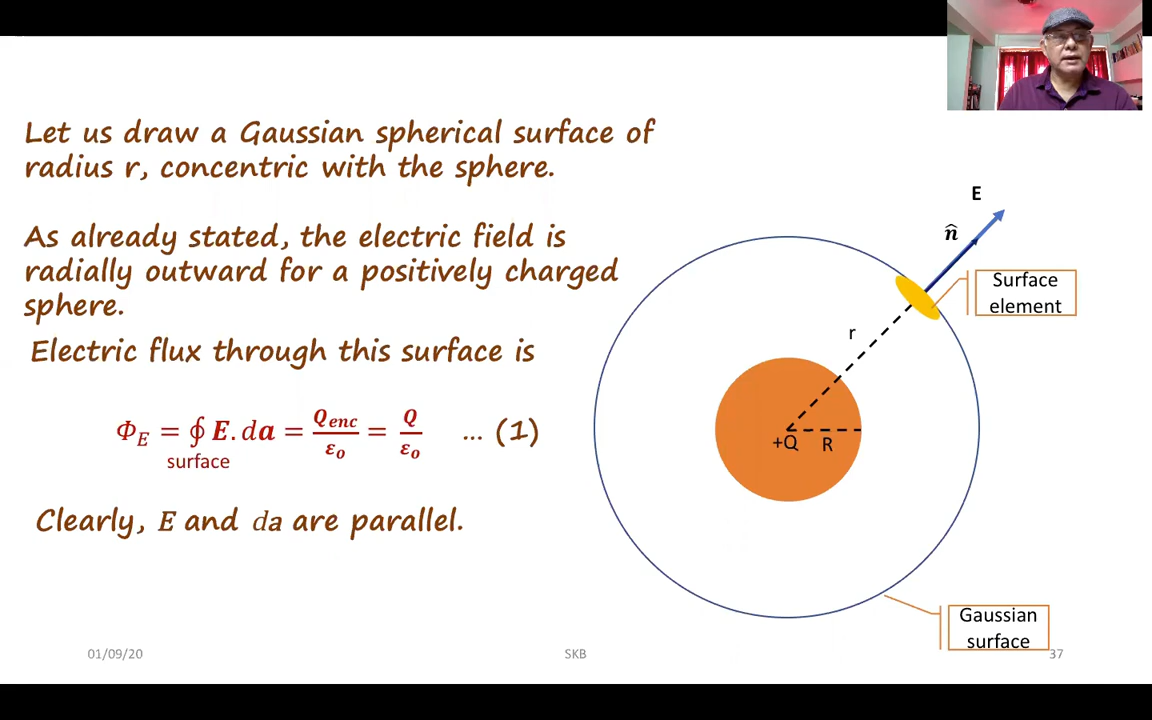 Let us draw a Gaussian spherical surface of
radius r, concentric with the sphere.
As already stated, the electric field is
radially outward for a positively charged
sphere.
Electric flux through this surface is
Φ_E = ∮ E. da = Q_enc/ε_o = Q/ε_o ... (1)
surface
Clearly, E and da are parallel.
E
n̂
Surface
element
r
+Q
R
Gaussian
surface
01/09/20
SKB
37